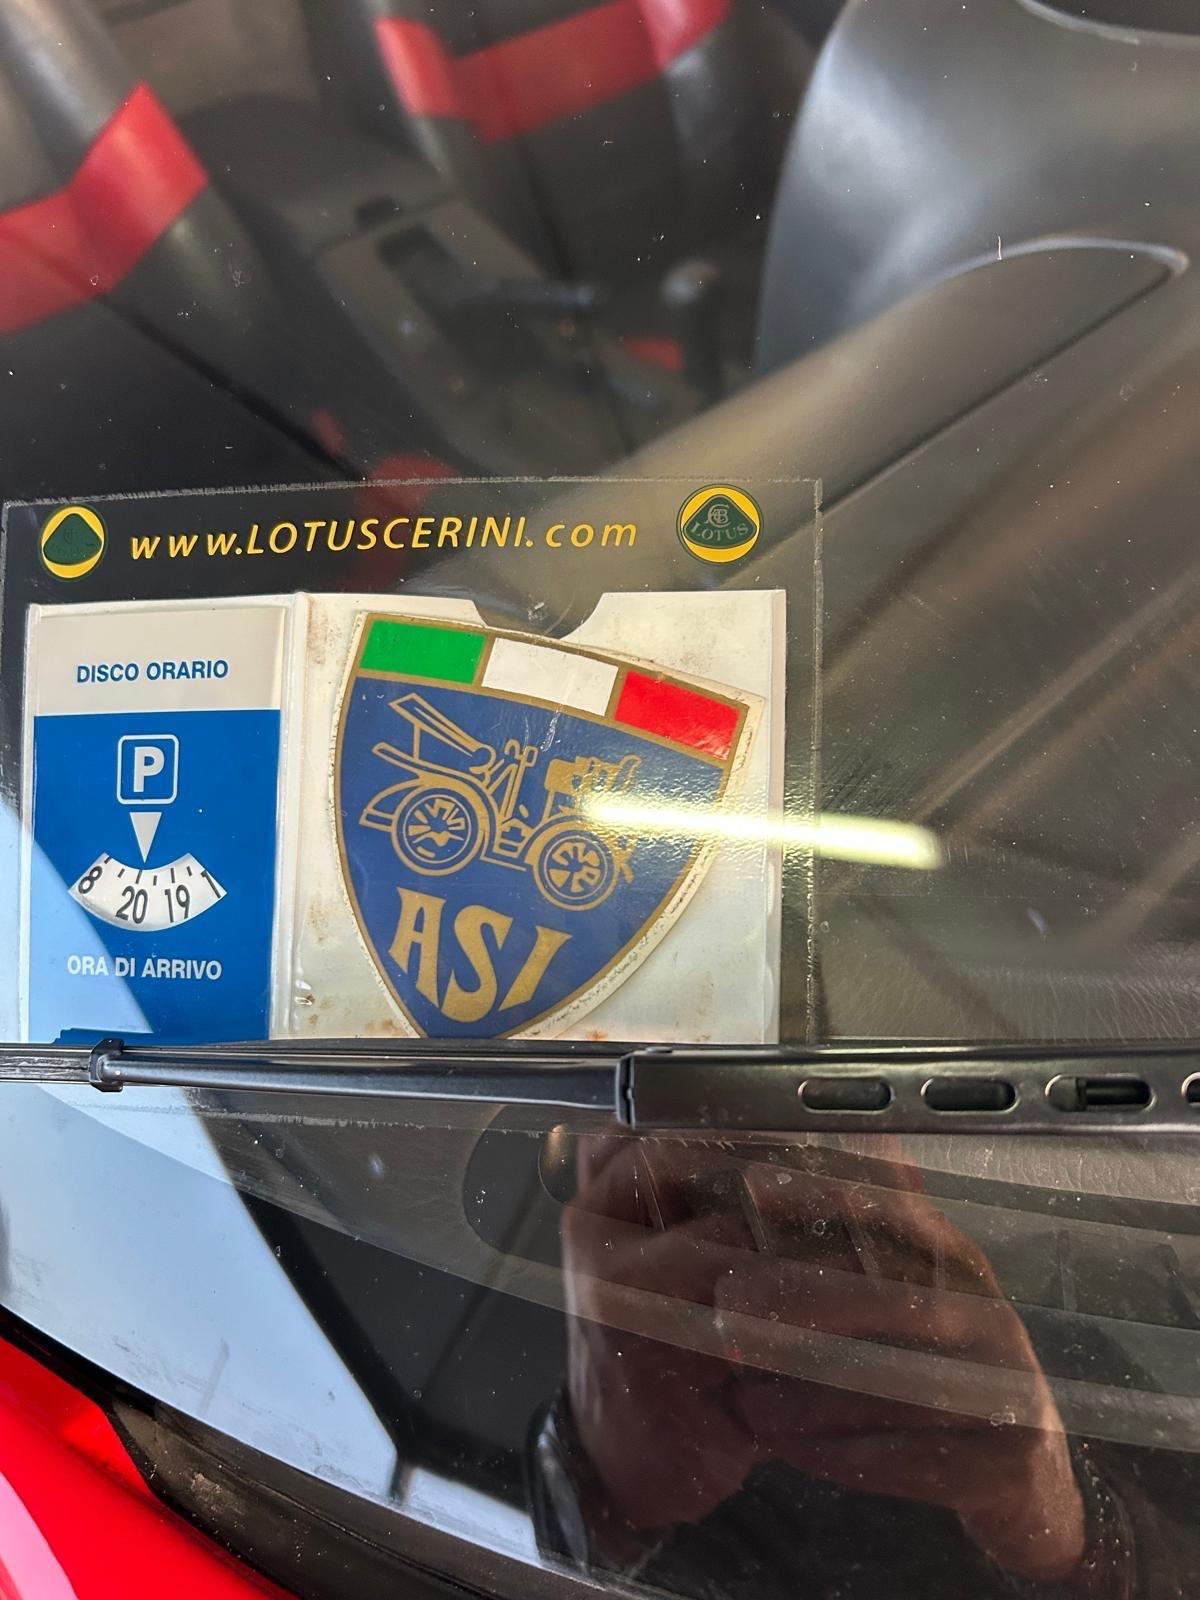 www.LOTUSCERINI.com
LOTUS
DISCO ORARIO
P
8 20 19 1
ORA DI ARRIVO
ASI